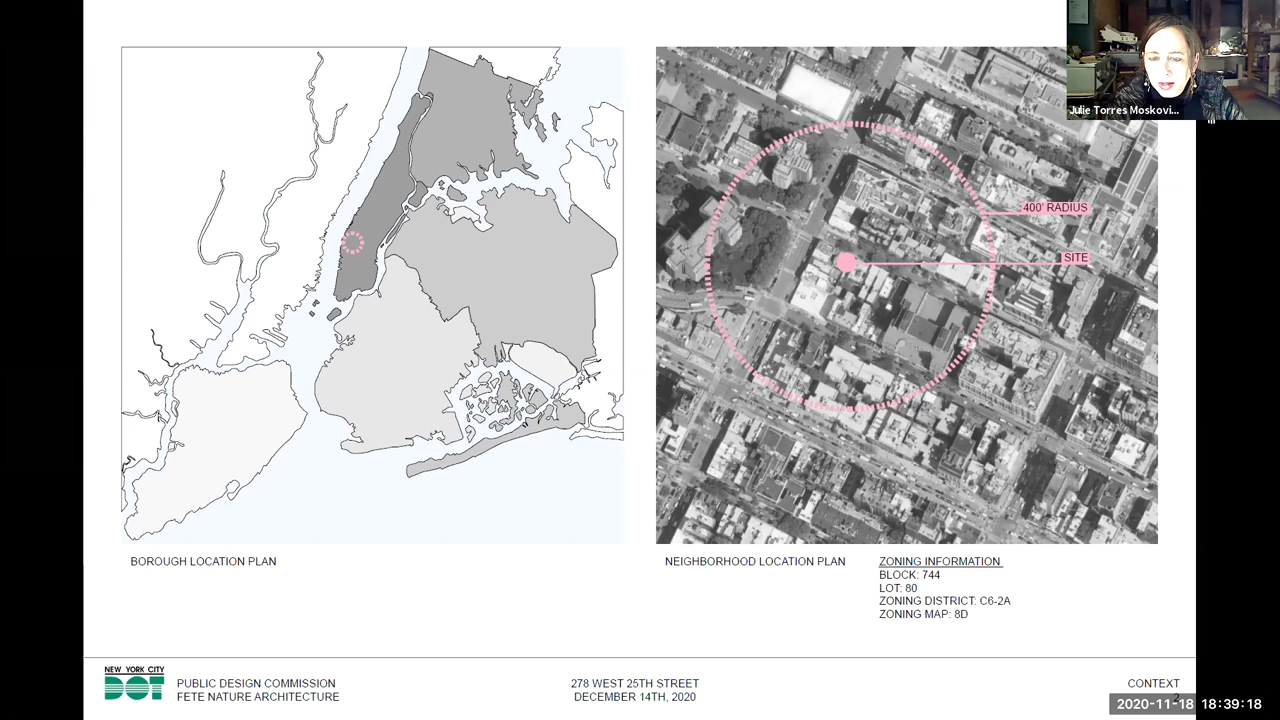 Julie Torres Moskovi...
400' RADIUS
SITE
BOROUGH LOCATION PLAN
NEIGHBORHOOD LOCATION PLAN
ZONING INFORMATION
BLOCK: 744
LOT: 80
ZONING DISTRICT: C6-2A
ZONING MAP: 8D
NEW YORK CITY
DOT
PUBLIC DESIGN COMMISSION
FETE NATURE ARCHITECTURE
278 WEST 25TH STREET
DECEMBER 14TH, 2020
CONTEXT
2020-11-18 18:39:18